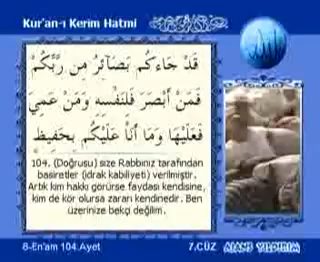 Kur'an-ı Kerim Hatmi
قَدْ جَاءَكُم بَصَائِرُ مِن رَّبِّكُمْ
فَمَنْ أَبْصَرَ فَلِنَفْسِهِ وَمَنْ عَمِيَ
فَعَلَيْهَا وَمَا أَنَا۠ عَلَيْكُم بِحَفِيظٍ
104. (Doğrusu) size Rabbiniz tarafından
basiretler (idrak kabiliyeti) verilmiştir.
Artık kim hakkı görürse faydası kendisine,
kim de kör olursa zararı kendinedir. Ben
üzerinize bekçi değilim.
6-En'am 104.Ayet
7.CÜZ